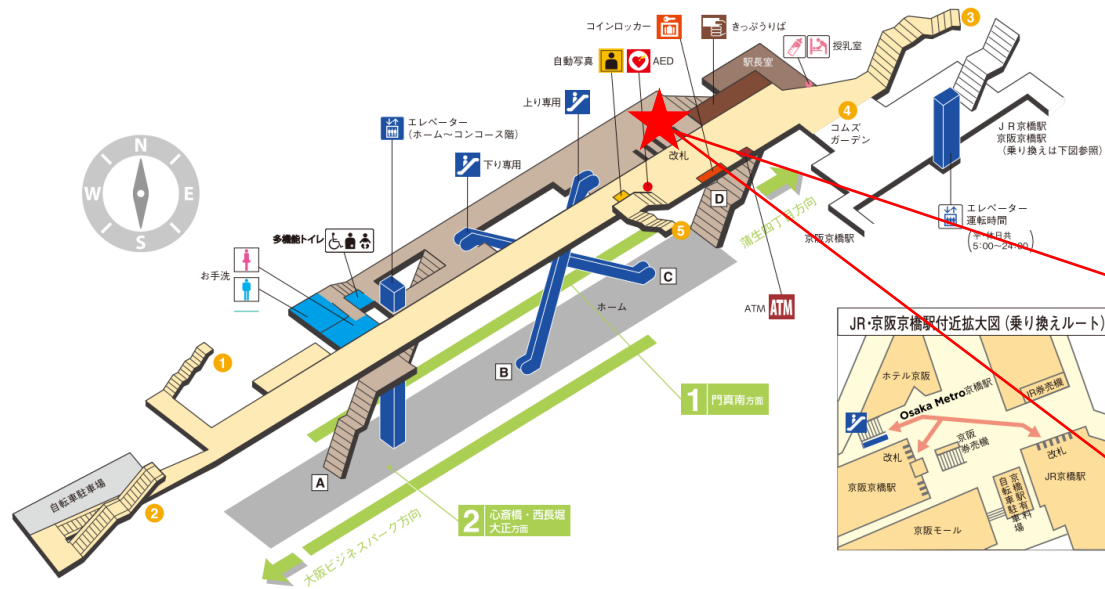 コインロッカー
きっぷうりば
3
自動写真
AED
駅長室
授乳室
上り専用
エレベーター
(ホーム〜コンコース階)
4
コムズ
ガーデン
JR京橋駅
京阪京橋駅
(乗り換えは下図参照)
改札
下り専用
N
W
E
S
D
蒲生四丁目方向
エレベーター
運転時間
(平・休日共
5:00〜24:00)
京阪京橋駅
多機能トイレ
5
お手洗
C
ホーム
ATM
ATM
1
B
1
門真南方面
A
自転車駐車場
2
2
心斎橋・西長堀
大正方面
大阪ビジネスパーク方向
JR・京阪京橋駅付近拡大図(乗り換えルート)
ホテル京阪
JR券売機
Osaka Metro京橋駅
京阪
券売機
改札
改札
京阪京橋駅
JR京橋駅
京橋駅有料
自転車駐車場
京阪モール